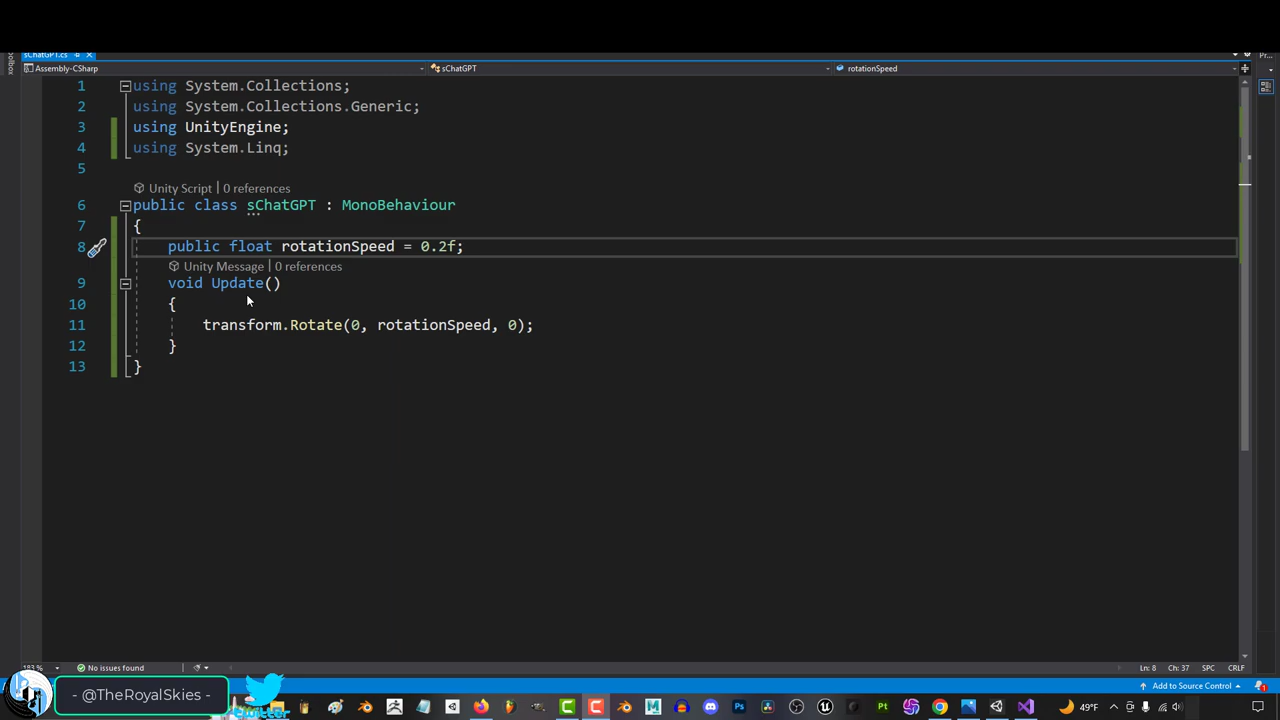 sChatGPT.cs
Pr...
Assembly-CSharp
sChatGPT
rotationSpeed
1 using System.Collections;
2 using System.Collections.Generic;
3 using UnityEngine;
4 using System.Linq;
5
Unity Script | 0 references
6 public class sChatGPT : MonoBehaviour
7 {
8 public float rotationSpeed = 0.2f;
Unity Message | 0 references
9 void Update()
10 {
11 transform.Rotate(0, rotationSpeed, 0);
12 }
13 }
No issues found
Ln: 8 Ch: 37 SPC CRLF
Add to Source Control
- @TheRoyalSkies -
twitter
49°F